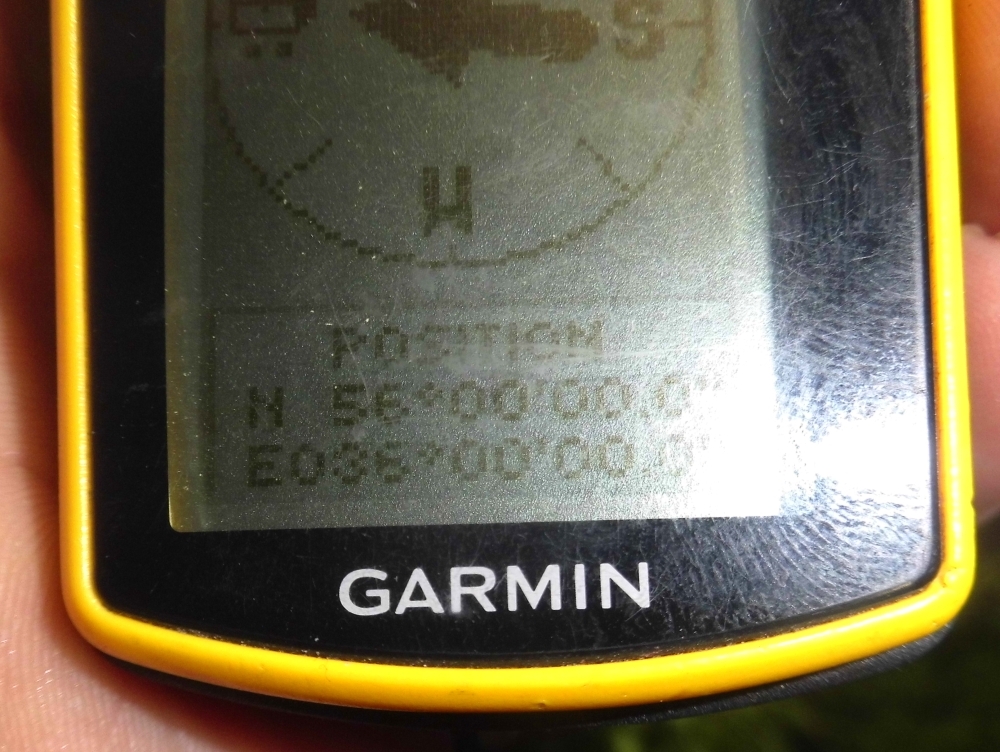 W
POSITION
N 56°00'00.0"
E036°00'00.0"
GARMIN